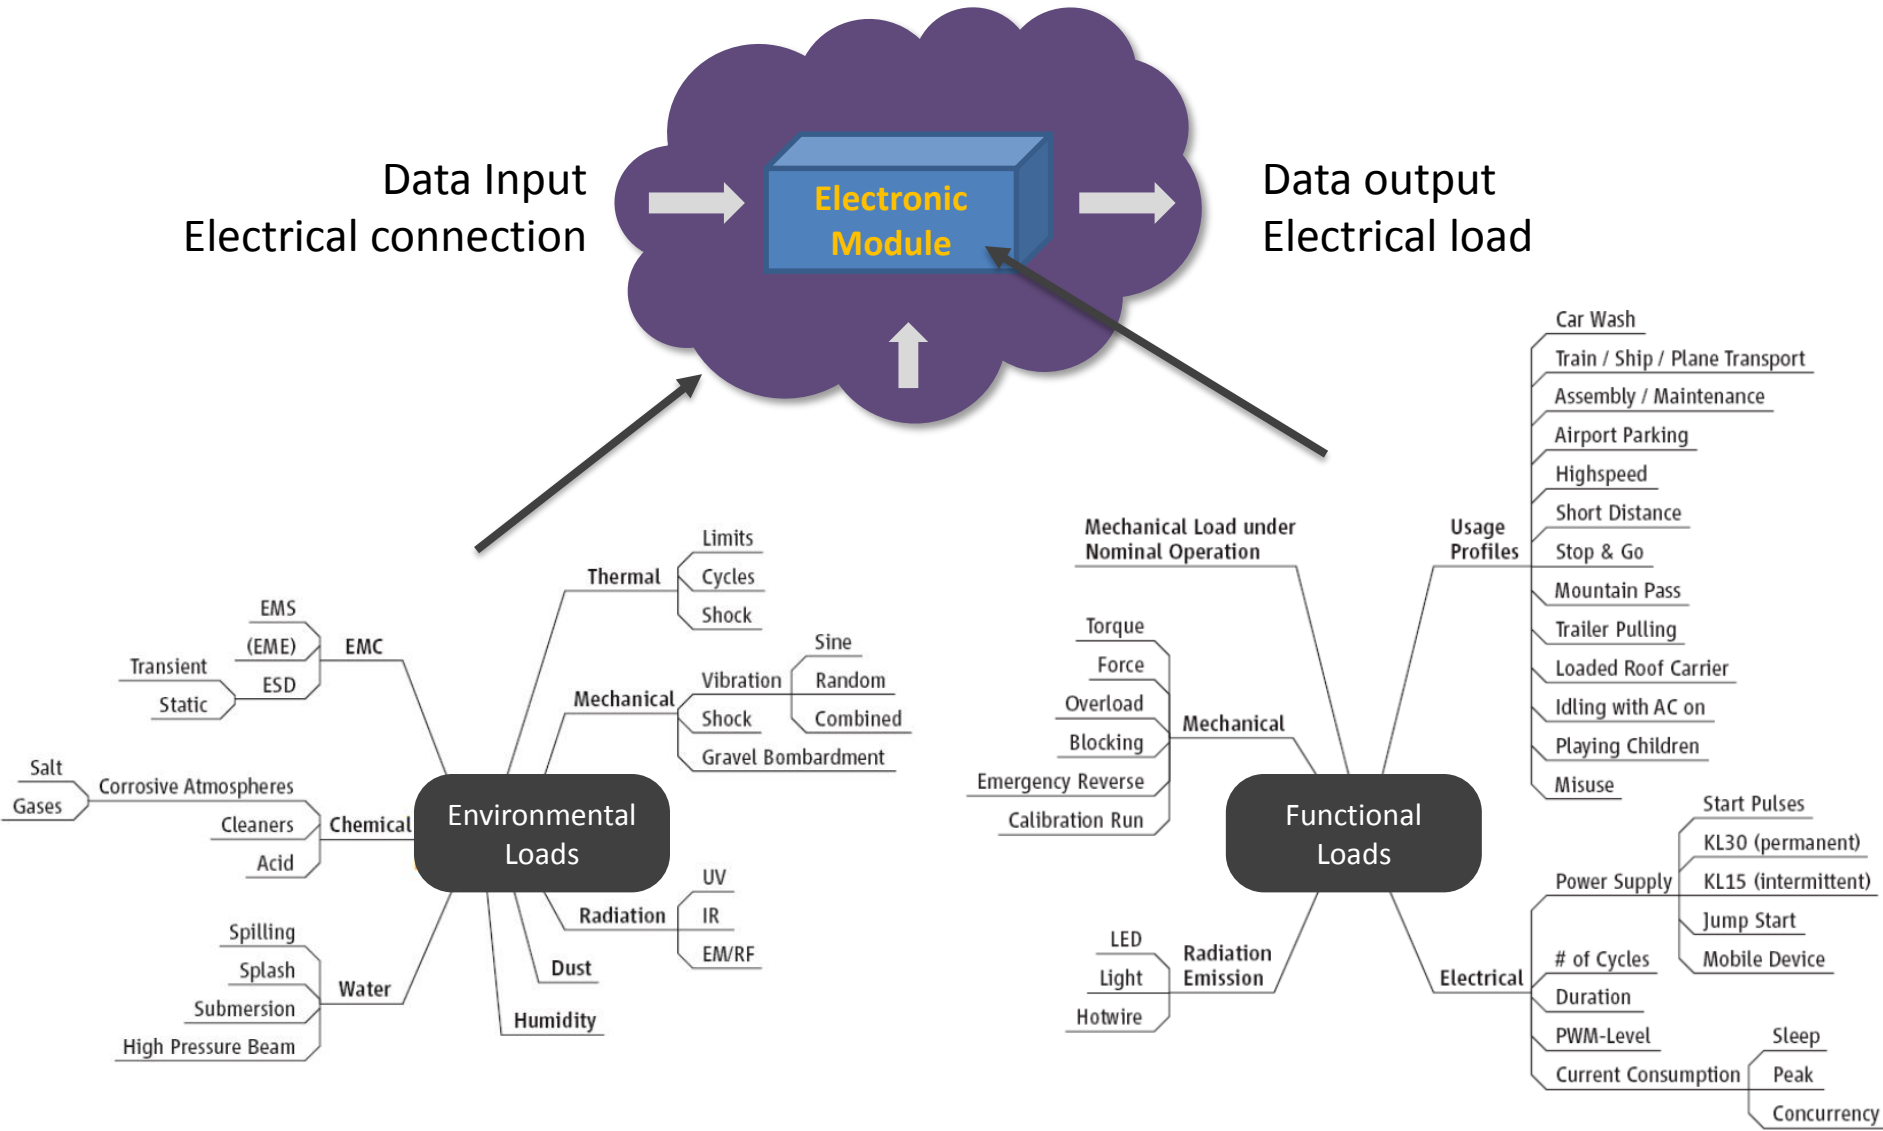 Data Input
Electrical connection
Electronic
Module
Data output
Electrical load
Environmental
Loads
Thermal
Limits
Cycles
Shock
Mechanical
Vibration
Sine
Random
Combined
Shock
Gravel Bombardment
Radiation
UV
IR
EM/RF
Dust
Humidity
EMC
EMS
(EME)
ESD
Transient
Static
Chemical
Corrosive Atmospheres
Salt
Gases
Cleaners
Acid
Water
Spilling
Splash
Submersion
High Pressure Beam
Functional
Loads
Mechanical Load under
Nominal Operation
Mechanical
Torque
Force
Overload
Blocking
Emergency Reverse
Calibration Run
Radiation
Emission
LED
Light
Hotwire
Usage
Profiles
Car Wash
Train / Ship / Plane Transport
Assembly / Maintenance
Airport Parking
Highspeed
Short Distance
Stop & Go
Mountain Pass
Trailer Pulling
Loaded Roof Carrier
Idling with AC on
Playing Children
Misuse
Electrical
Power Supply
Start Pulses
KL30 (permanent)
KL15 (intermittent)
Jump Start
Mobile Device
# of Cycles
Duration
PWM-Level
Current Consumption
Sleep
Peak
Concurrency